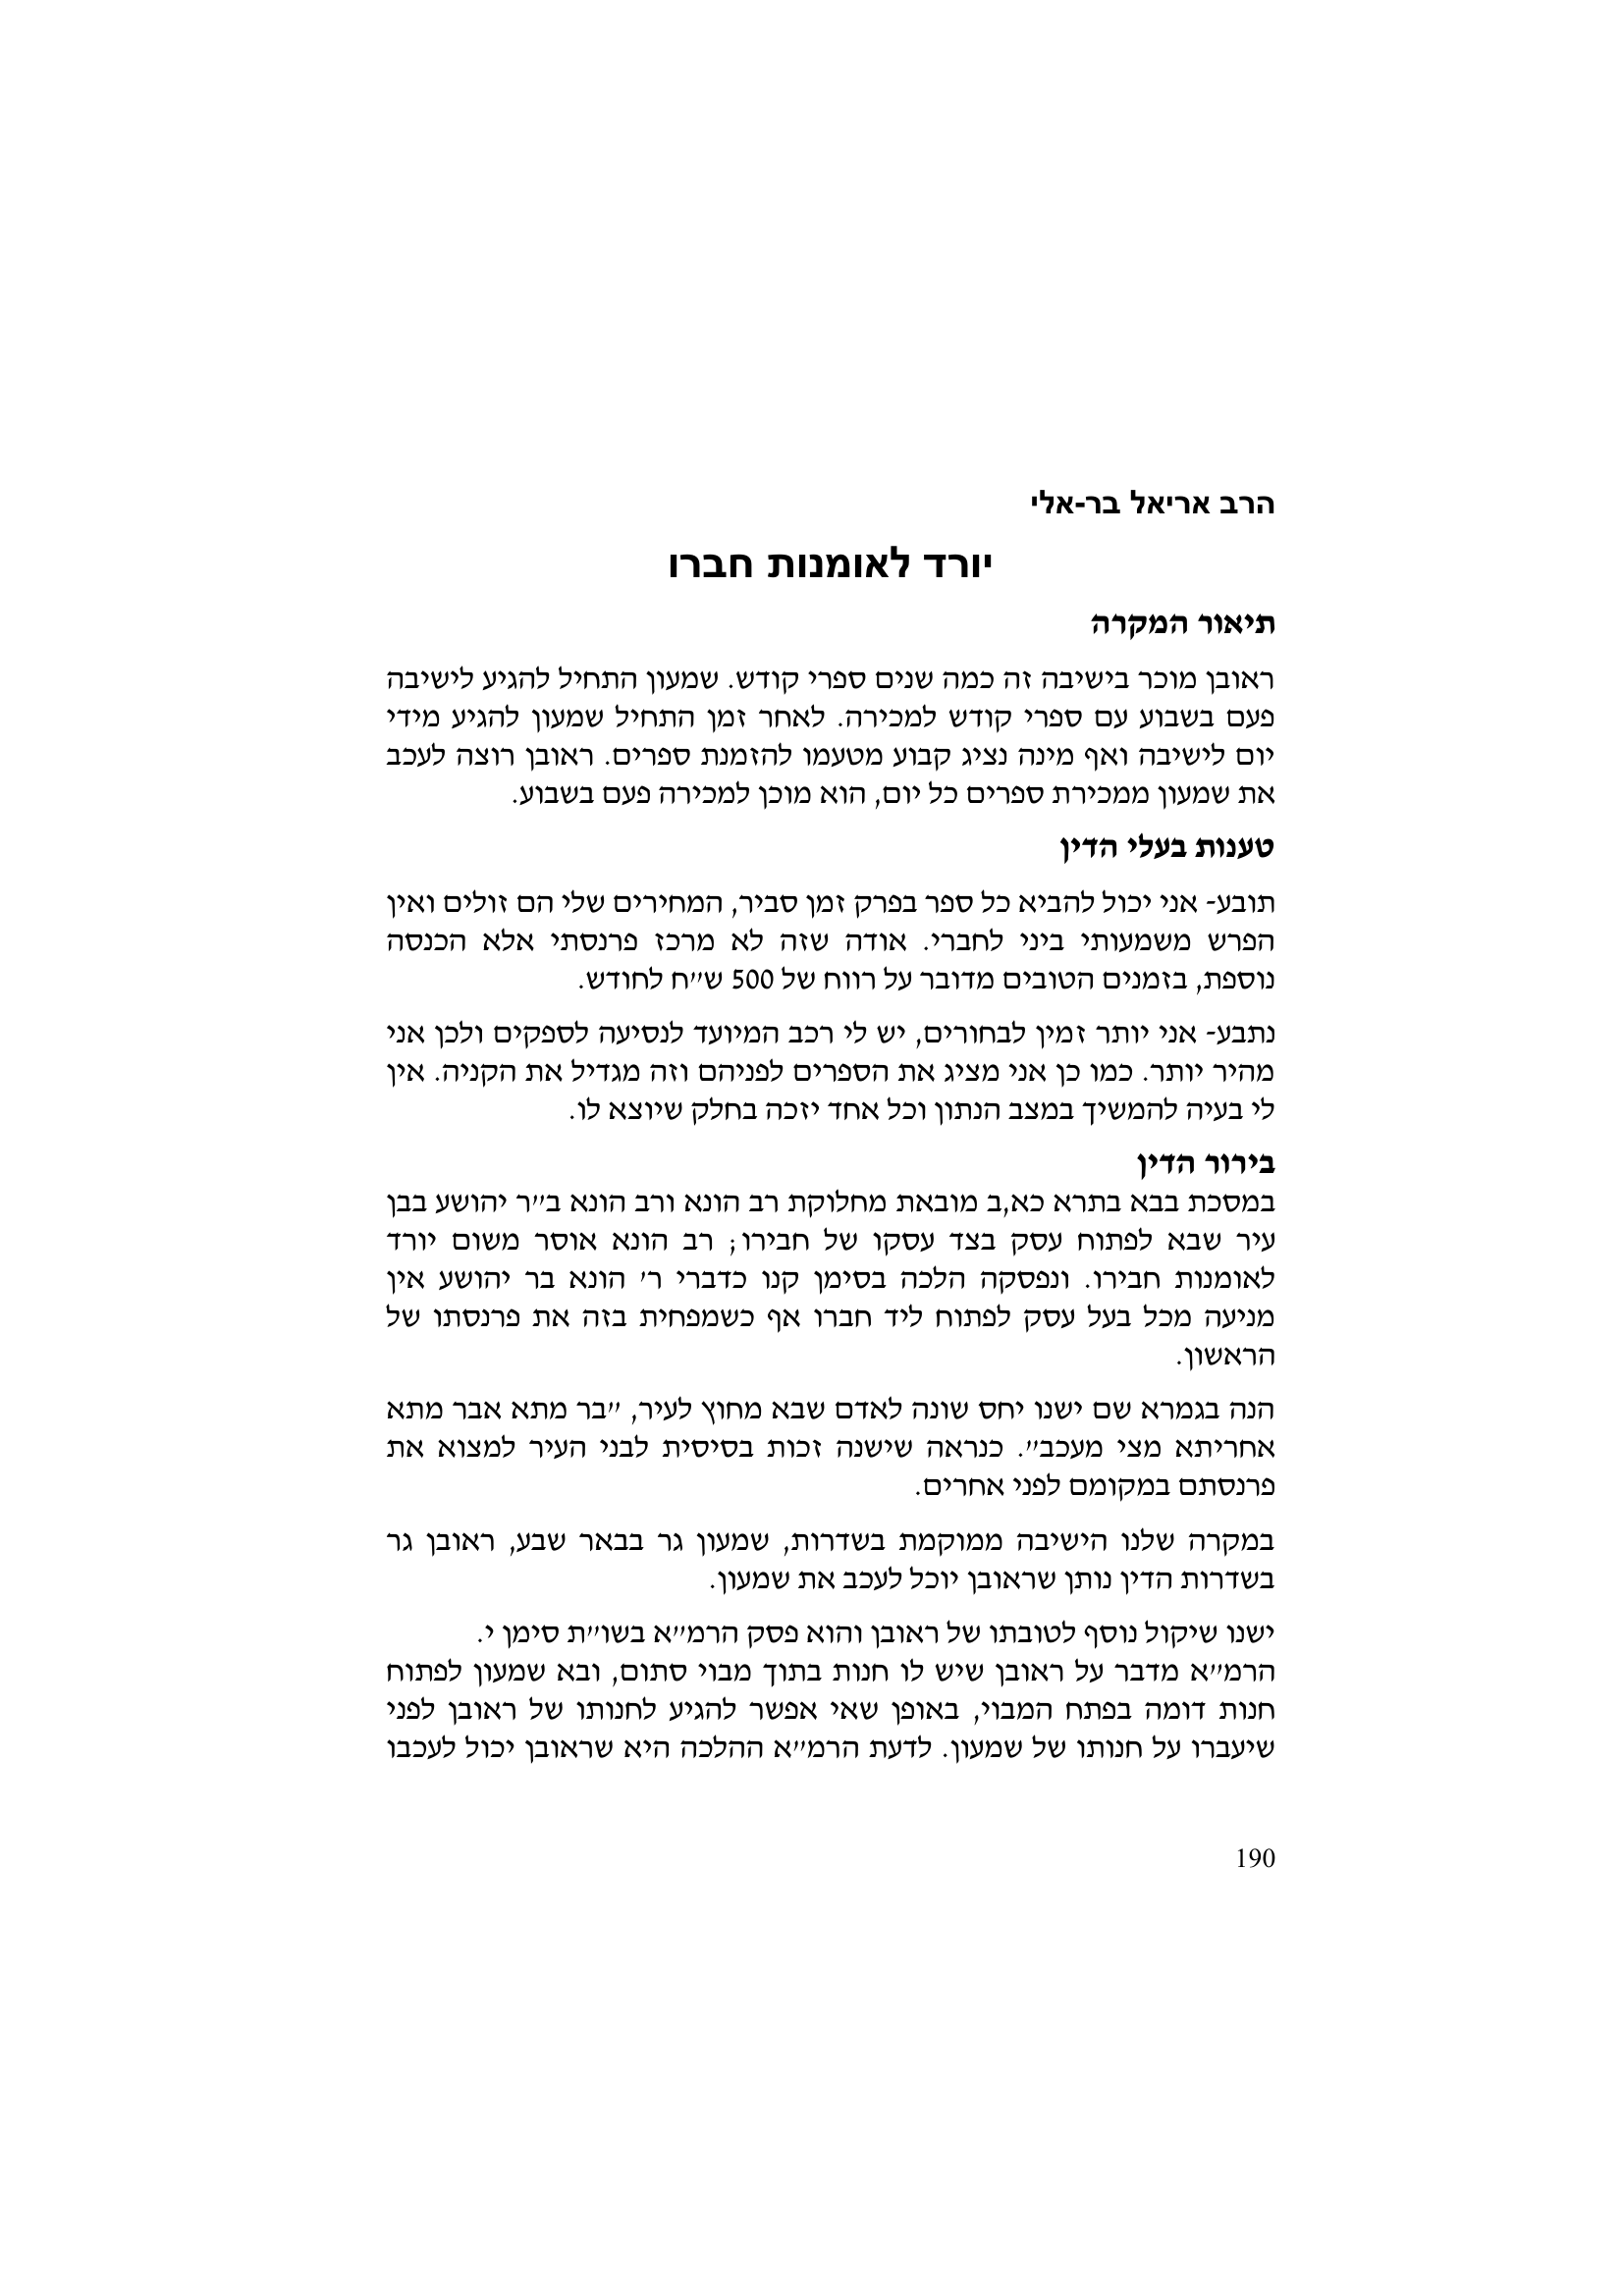 הרב אריאל בר-אלי
יורד לאומנות חברו
תיאור המקרה
ראובן מוכר בישיבה זה כמה שנים ספרי קודש. שמעון התחיל להגיע לישיבה
פעם בשבוע עם ספרי קודש למכירה. לאחר זמן התחיל שמעון להגיע מידי
יום לישיבה ואף מינה נציג קבוע מטעמו להזמנת ספרים. ראובן רוצה לעכב
את שמעון ממכירת ספרים כל יום, הוא מוכן למכירה פעם בשבוע.
טענות בעלי הדין
תובע- אני יכול להביא כל ספר בפרק זמן סביר, המחירים שלי הם זולים ואין
הפרש משמעותי ביני לחברי. אודה שזה לא מרכז פרנסתי אלא הכנסה
נוספת, בזמנים הטובים מדובר על רווח של 500 ש״ח לחודש.
נתבע- אני יותר זמין לבחורים, יש לי רכב המיועד לנסיעה לספקים ולכן אני
מהיר יותר. כמו כן אני מציג את הספרים לפניהם וזה מגדיל את הקניה. אין
לי בעיה להמשיך במצב הנתון וכל אחד יזכה בחלק שיוצא לו.
בירור הדין
במסכת בבא בתרא כא,ב מובאת מחלוקת רב הונא ורב הונא ב״ר יהושע בבן
עיר שבא לפתוח עסק בצד עסקו של חבירו; רב הונא אוסר משום יורד
לאומנות חבירו. ונפסקה הלכה בסימן קנו כדברי ר׳ הונא בר יהושע אין
מניעה מכל בעל עסק לפתוח ליד חברו אף כשמפחית בזה את פרנסתו של
הראשון.
הנה בגמרא שם ישנו יחס שונה לאדם שבא מחוץ לעיר, ״בר מתא אבר מתא
אחריתא מצי מעכב״. כנראה שישנה זכות בסיסית לבני העיר למצוא את
פרנסתם במקומם לפני אחרים.
במקרה שלנו הישיבה ממוקמת בשדרות, שמעון גר בבאר שבע, ראובן גר
בשדרות הדין נותן שראובן יוכל לעכב את שמעון.
ישנו שיקול נוסף לטובתו של ראובן והוא פסק הרמ״א בשו״ת סימן י.
הרמ״א מדבר על ראובן שיש לו חנות בתוך מבוי סתום, ובא שמעון לפתוח
חנות דומה בפתח המבוי, באופן שאי אפשר להגיע לחנותו של ראובן לפני
שיעברו על חנותו של שמעון. לדעת הרמ״א ההלכה היא שראובן יכול לעכבו
190